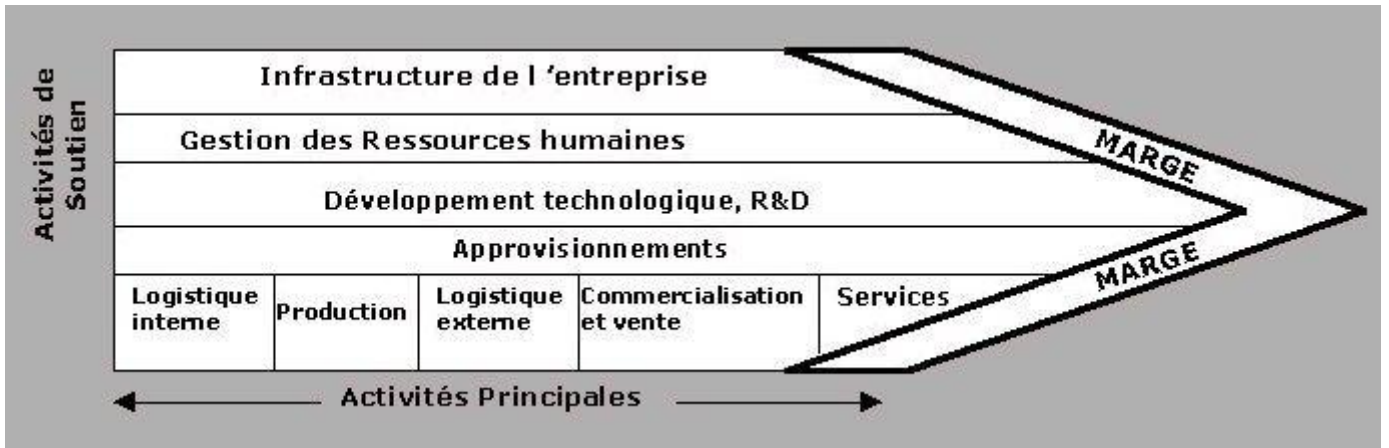 Activités de
Soutien
Infrastructure de l 'entreprise
Gestion des Ressources humaines
Développement technologique, R&D
Approvisionnements
Logistique
interne
Production
Logistique
externe
Commercialisation
et vente
Services
MARGE
MARGE
Activités Principales